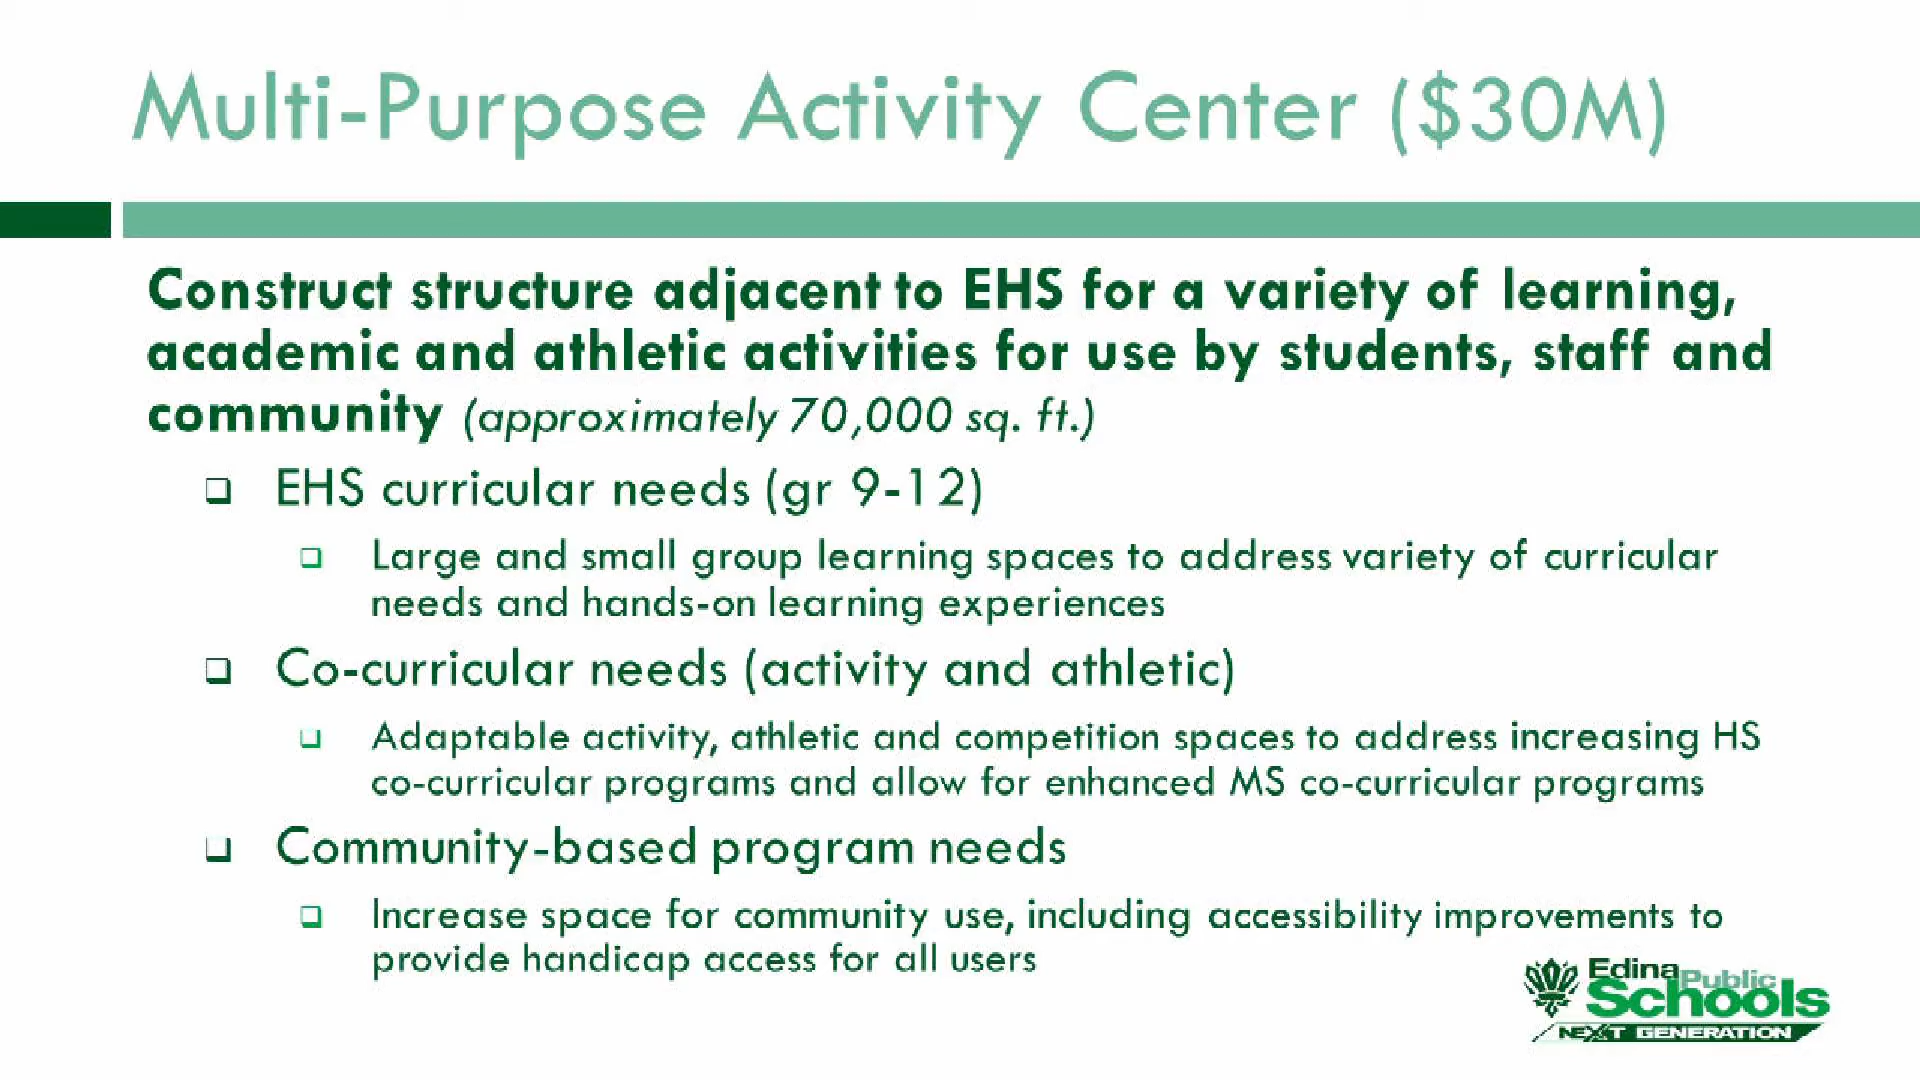 Multi-Purpose Activity Center ($30M)
Construct structure adjacent to EHS for a variety of learning,
academic and athletic activities for use by students, staff and
community (approximately 70,000 sq. ft.)
EHS curricular needs (gr 9-12)
Large and small group learning spaces to address variety of curricular
needs and hands-on learning experiences
Co-curricular needs (activity and athletic)
Adaptable activity, athletic and competition spaces to address increasing HS
co-curricular programs and allow for enhanced MS co-curricular programs
Community-based program needs
Increase space for community use, including accessibility improvements to
provide handicap access for all users
Edina Public
Schools
NEXT GENERATION